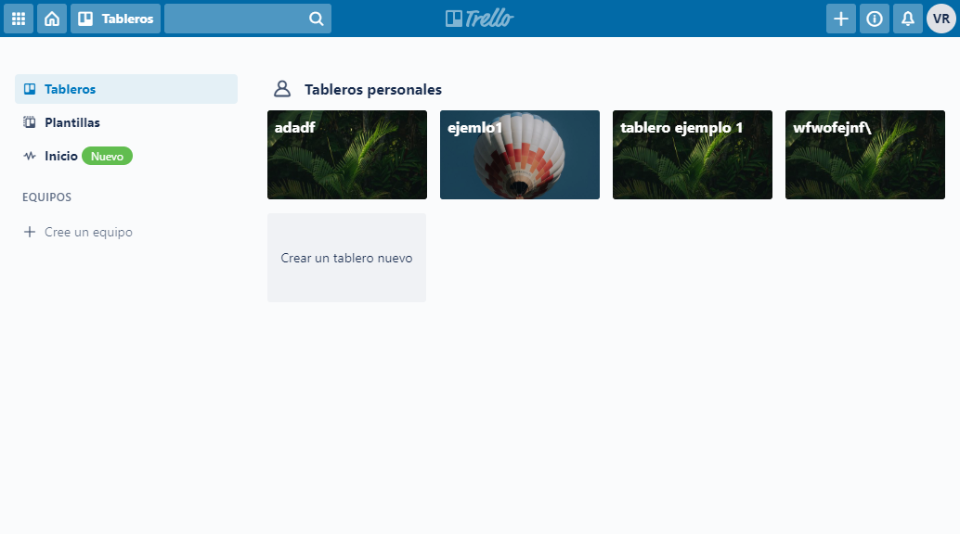 Tableros
Trello
VR
Tableros
Plantillas
Inicio Nuevo
EQUIPOS
Cree un equipo
Tableros personales
adadf
ejemlo1
tablero ejemplo 1
wfwofejnf\
Crear un tablero nuevo